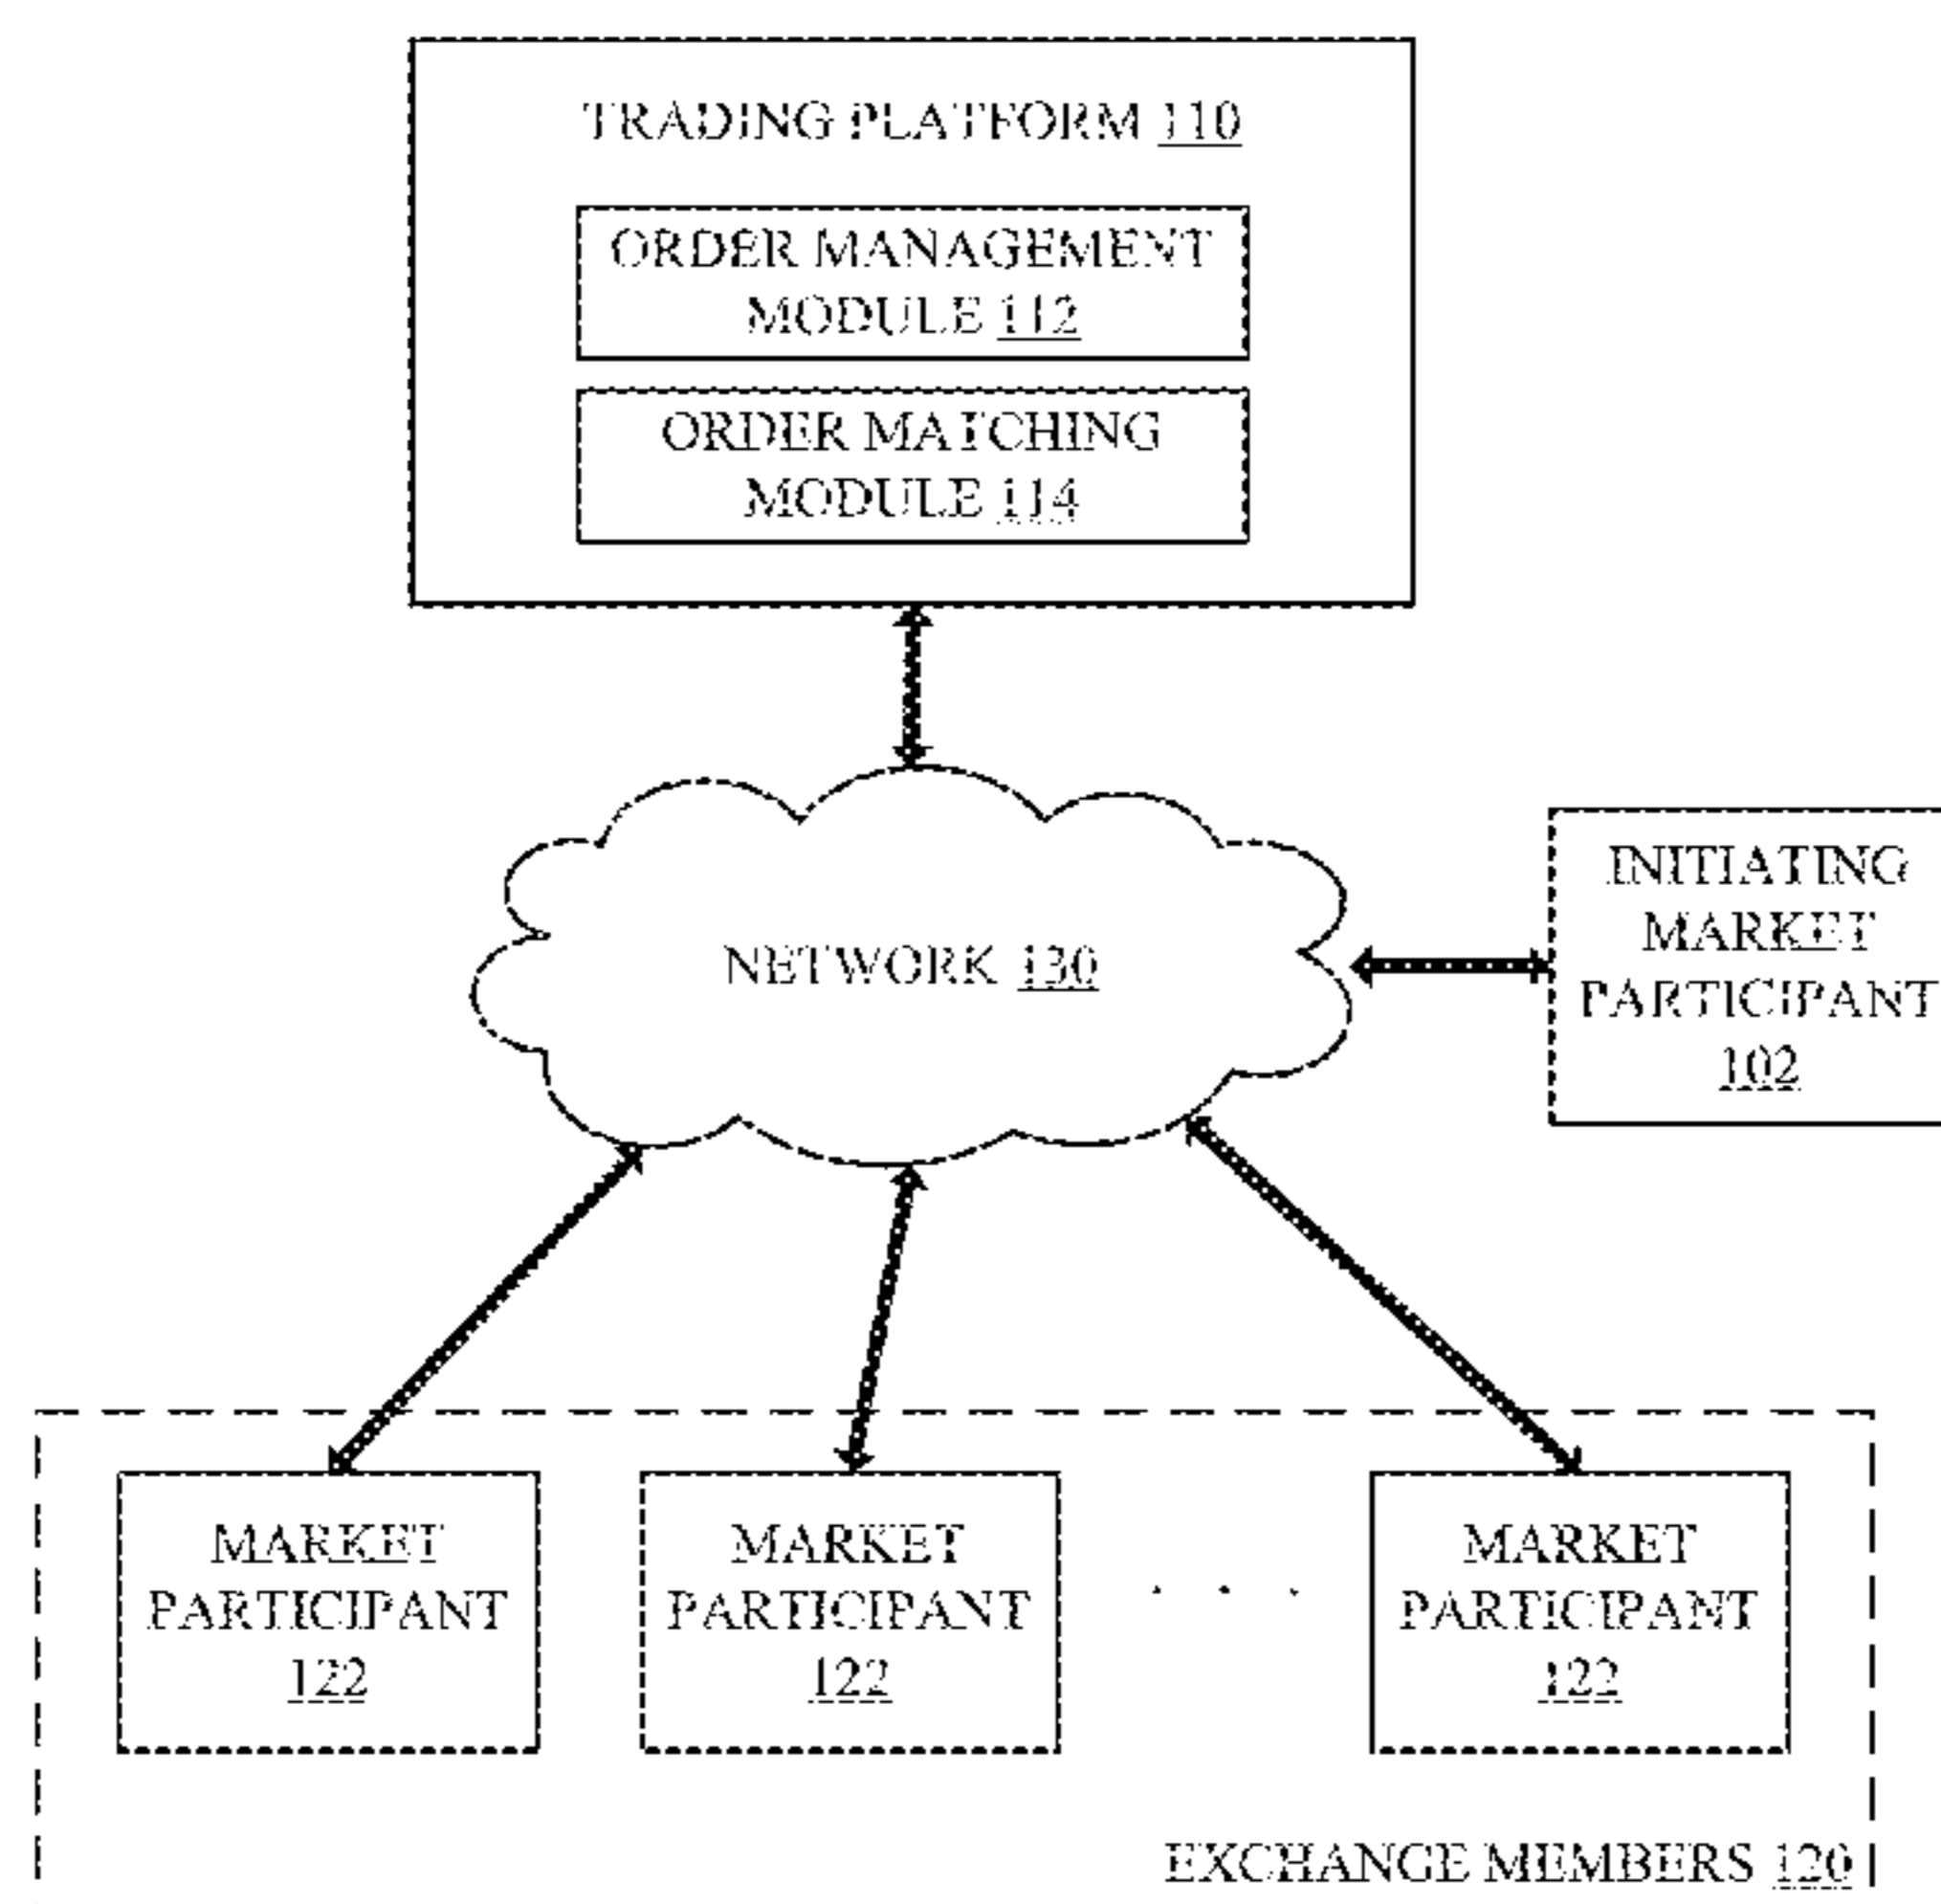 TRADING PLATFORM 110
ORDER MANAGEMENT
MODULE 112
ORDER MATCHING
MODULE 114
NETWORK 130
INITIATING
MARKET
PARTICIPANT
102
MARKET
PARTICIPANT
122
MARKET
PARTICIPANT
122
. . .
MARKET
PARTICIPANT
122
EXCHANGE MEMBERS 120